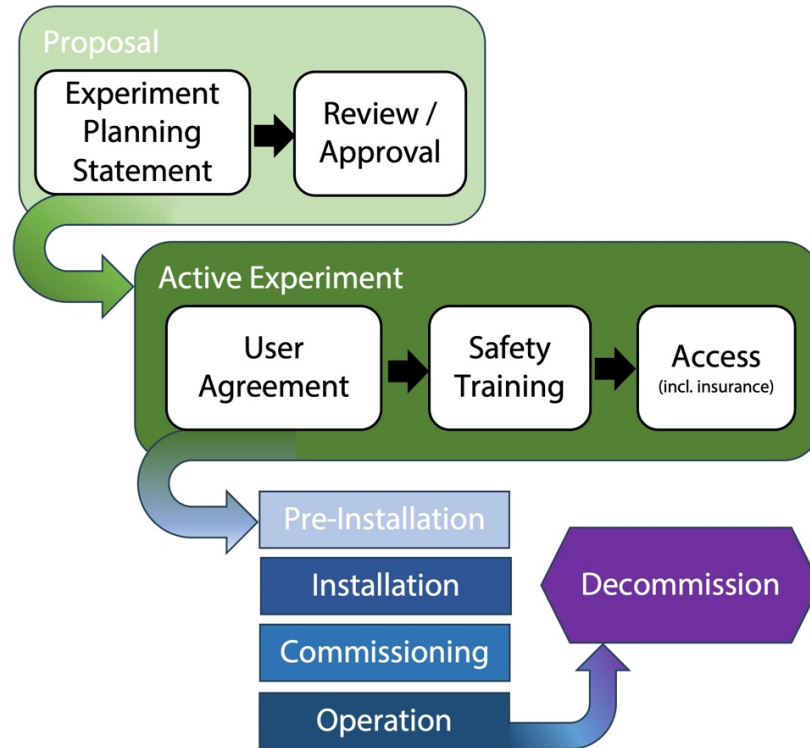 Proposal
Experiment
Planning
Statement
Review /
Approval
Active Experiment
User
Agreement
Safety
Training
Access
(incl. insurance)
Pre-Installation
Installation
Commissioning
Operation
Decommission